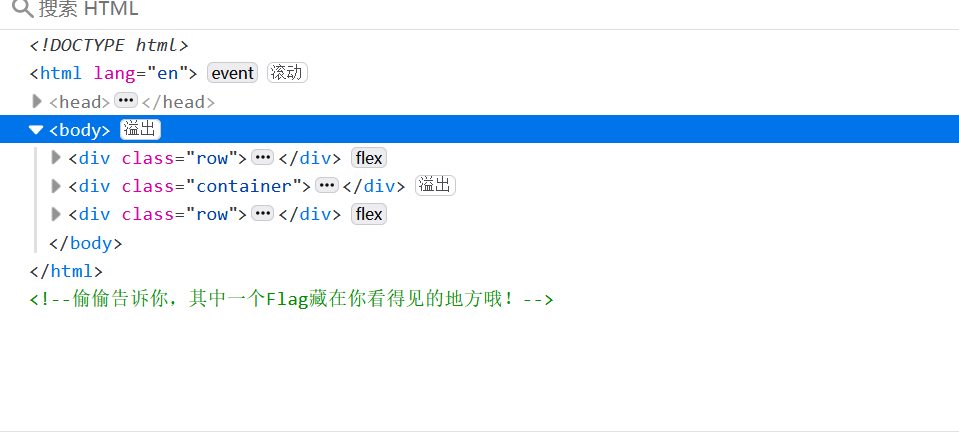 搜索 HTML
<!DOCTYPE html>
<html lang="en"> event 滚动
<head>···</head>
<body> 溢出
<div class="row">···</div> flex
<div class="container">···</div> 溢出
<div class="row">···</div> flex
</body>
</html>
<!--偷偷告诉你，其中一个Flag藏在你看得见的地方哦！-->